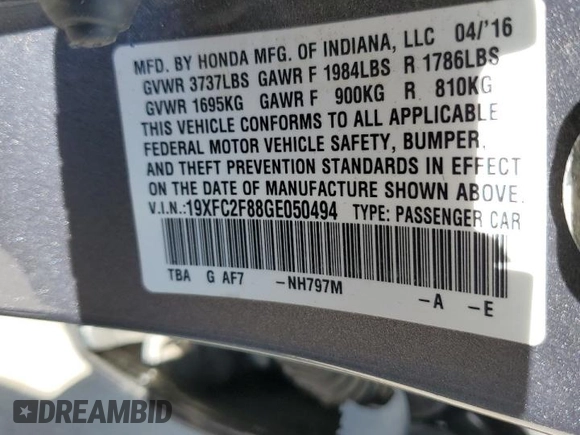 MFD. BY HONDA MFG. OF INDIANA, LLC 04/'16
GVWR 3737LBS GAWR F 1984LBS R 1786LBS
GVWR 1695KG GAWR F 900KG R 810KG
THIS VEHICLE CONFORMS TO ALL APPLICABLE
FEDERAL MOTOR VEHICLE SAFETY, BUMPER,
AND THEFT PREVENTION STANDARDS IN EFFECT
ON THE DATE OF MANUFACTURE SHOWN ABOVE.
V.I.N.:19XFC2F88GE050494 TYPE: PASSENGER CAR
TBA G AF7 -NH797M -A -E
DREAMBID